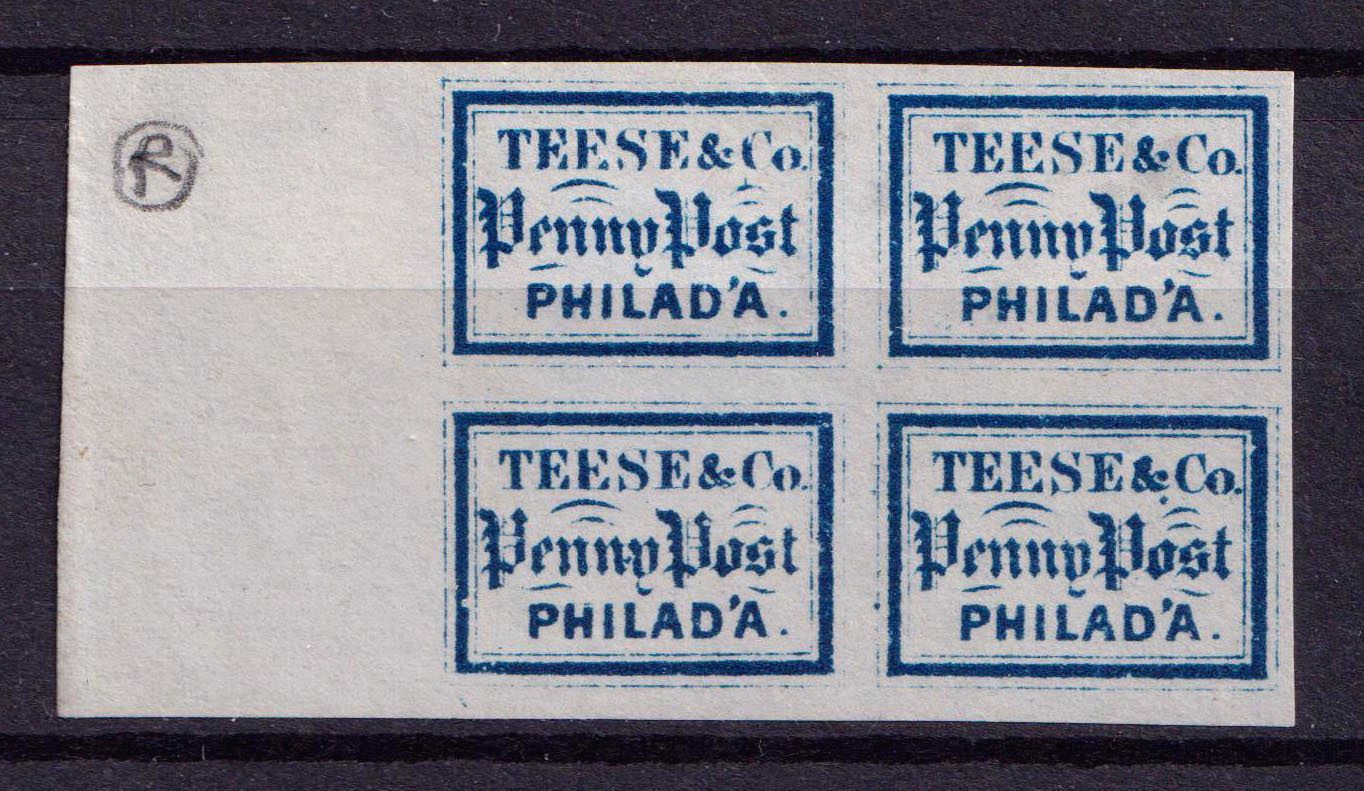 R
TEESE & Co.
Penny Post
PHILAD'A.
TEESE & Co.
Penny Post
PHILAD'A.
TEESE & Co.
Penny Post
PHILAD'A.
TEESE & Co.
Penny Post
PHILAD'A.